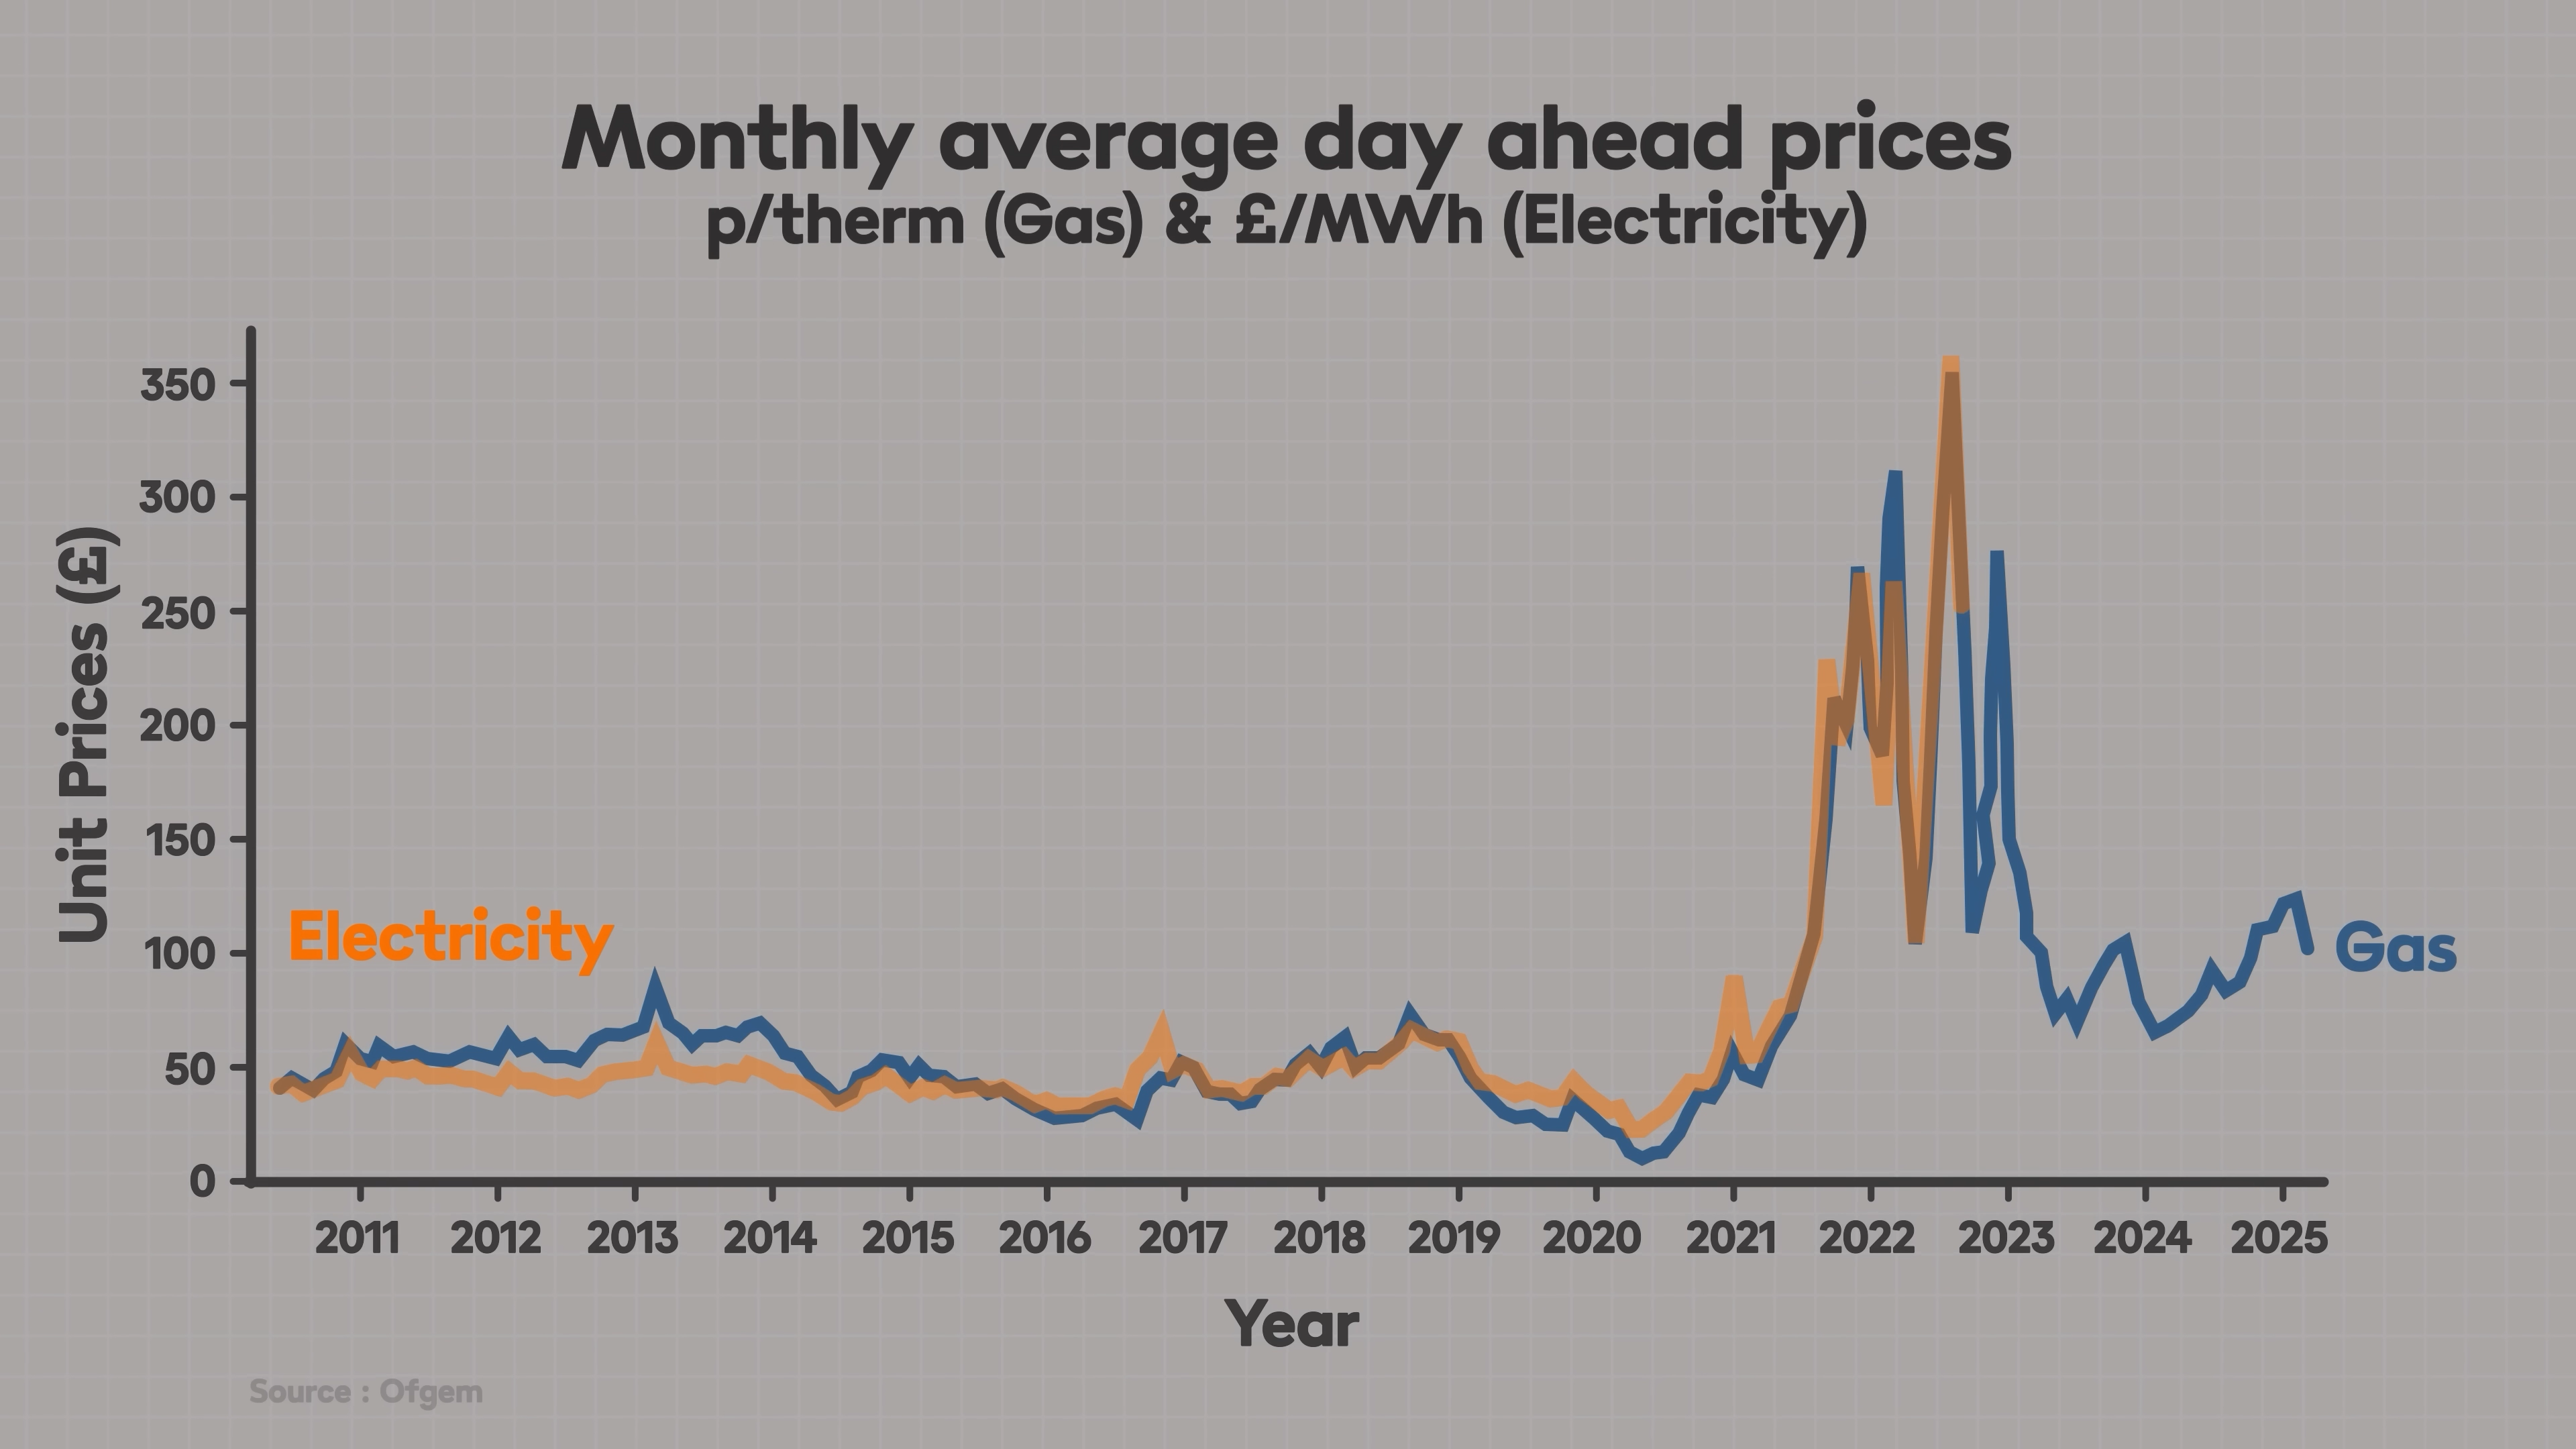 Monthly average day ahead prices
p/therm (Gas) & £/MWh (Electricity)
Unit Prices (£)
350
300
250
200
150
100
50
0
Electricity
Gas
2011 2012 2013 2014 2015 2016 2017 2018 2019 2020 2021 2022 2023 2024 2025
Year
Source : Ofgem